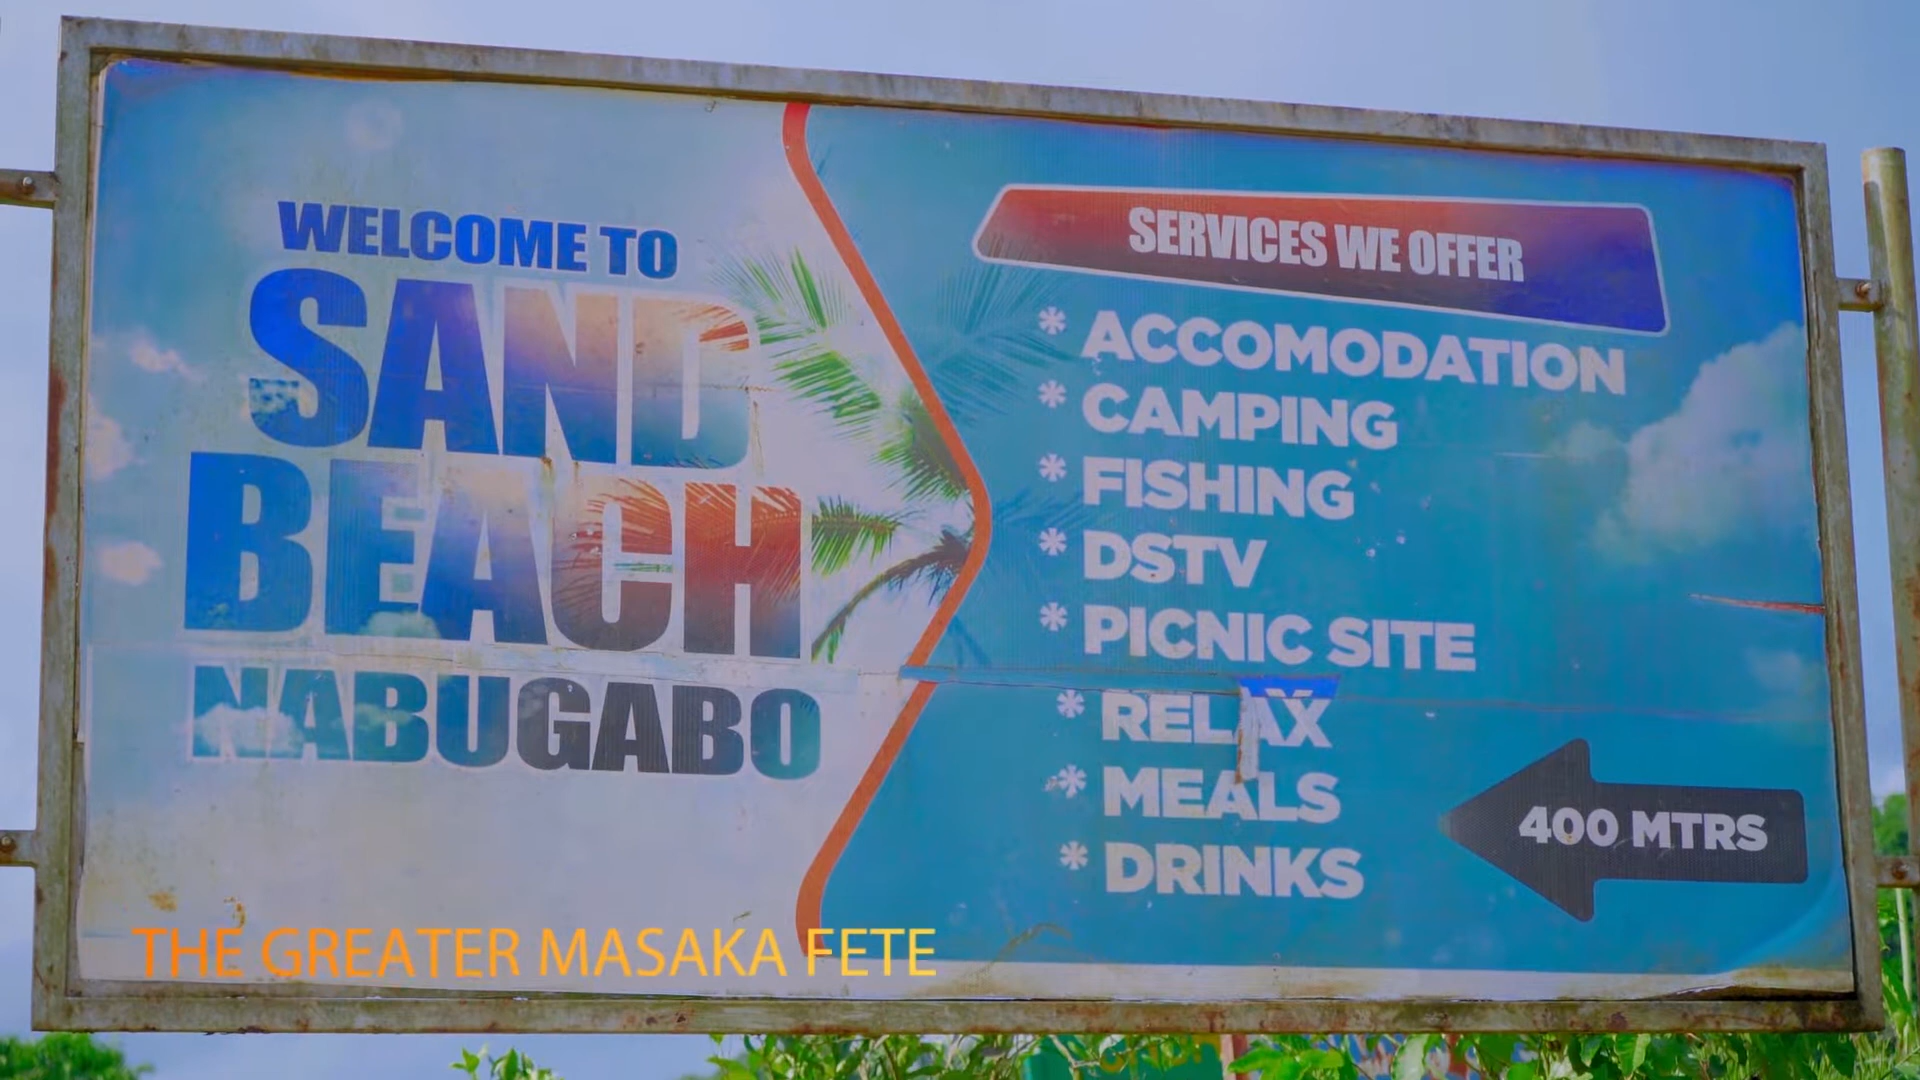 WELCOME TO
SAND
BEACH
NABUGABO
SERVICES WE OFFER
* ACCOMODATION
* CAMPING
* FISHING
* DSTV
* PICNIC SITE
* RELAX
* MEALS
* DRINKS
400 MTRS
THE GREATER MASAKA FETE